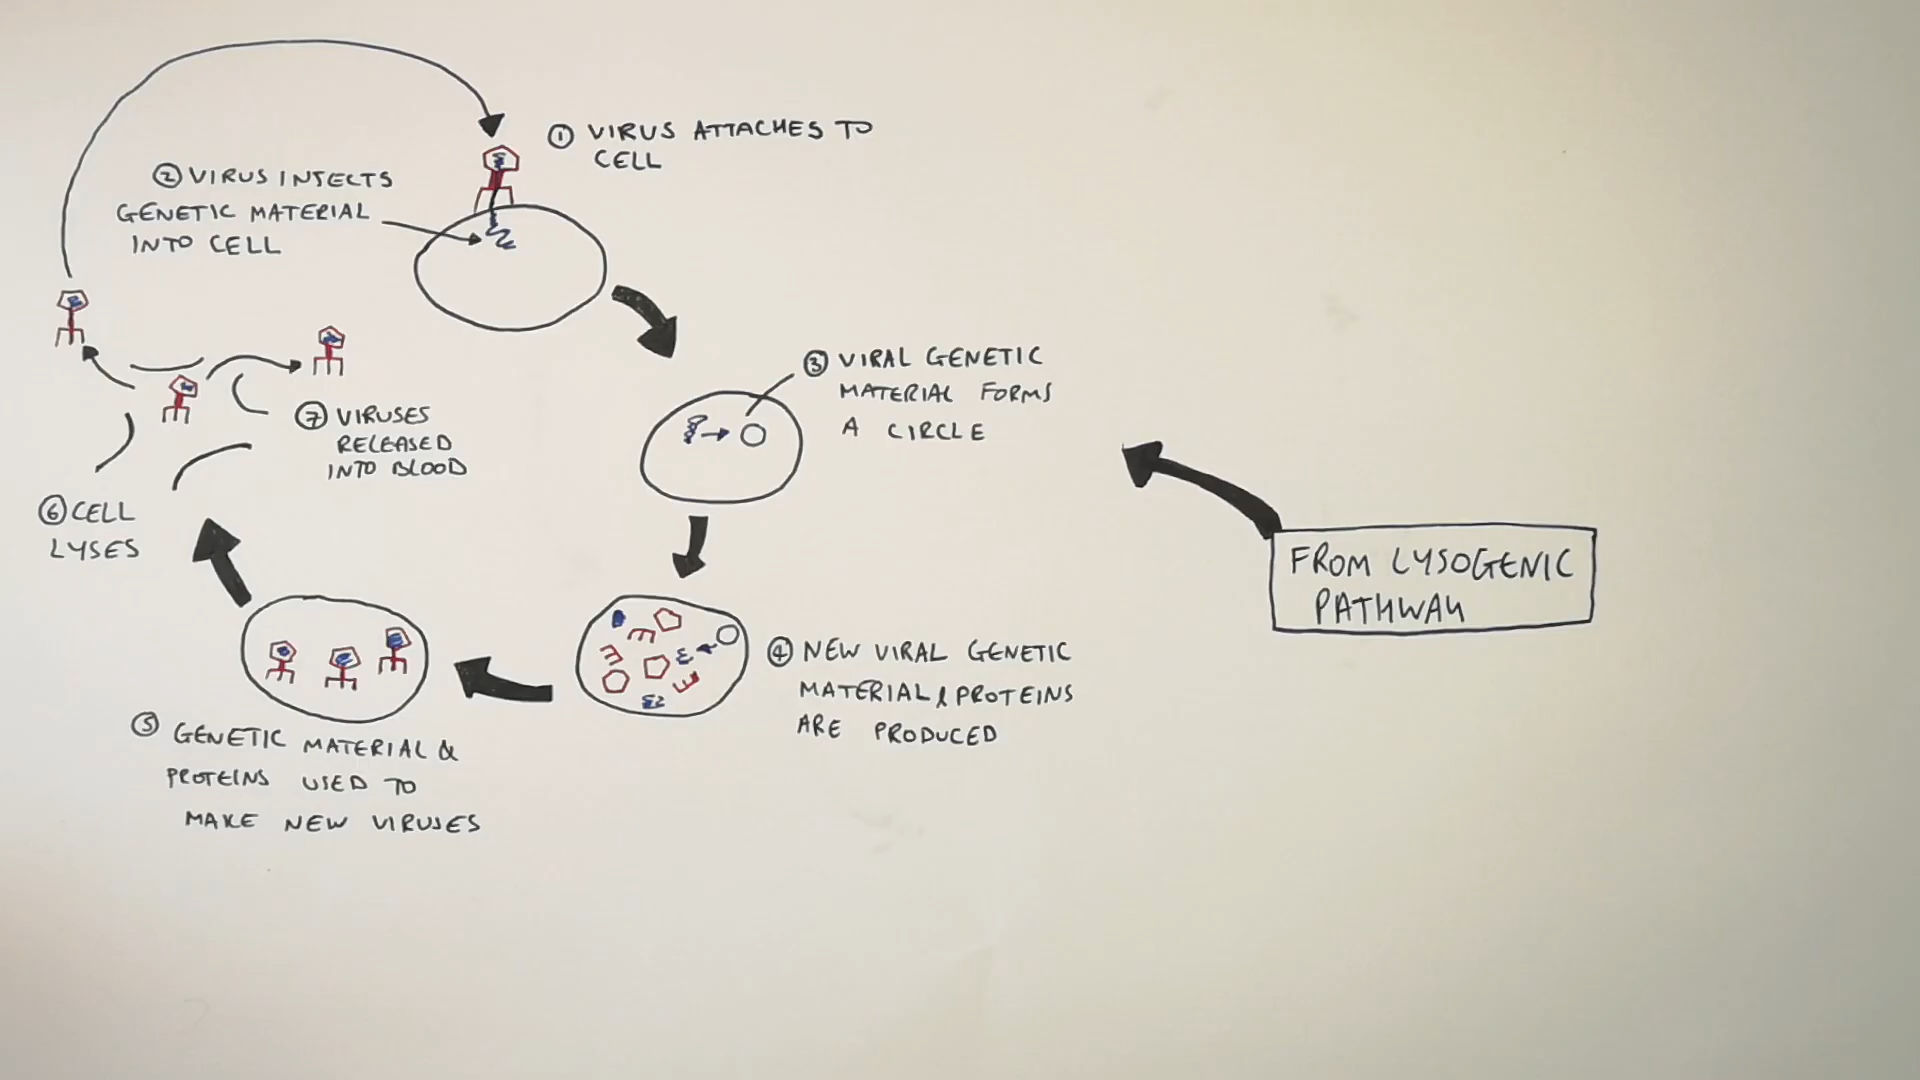 ① VIRUS ATTACHES TO
CELL
② VIRUS INJECTS
GENETIC MATERIAL
INTO CELL
③ VIRAL GENETIC
MATERIAL FORMS
A CIRCLE
④ NEW VIRAL GENETIC
MATERIAL & PROTEINS
ARE PRODUCED
⑤ GENETIC MATERIAL &
PROTEINS USED TO
MAKE NEW VIRUSES
⑥ CELL
LYSES
⑦ VIRUSES
RELEASED
INTO BLOOD
FROM LYSOGENIC
PATHWAY